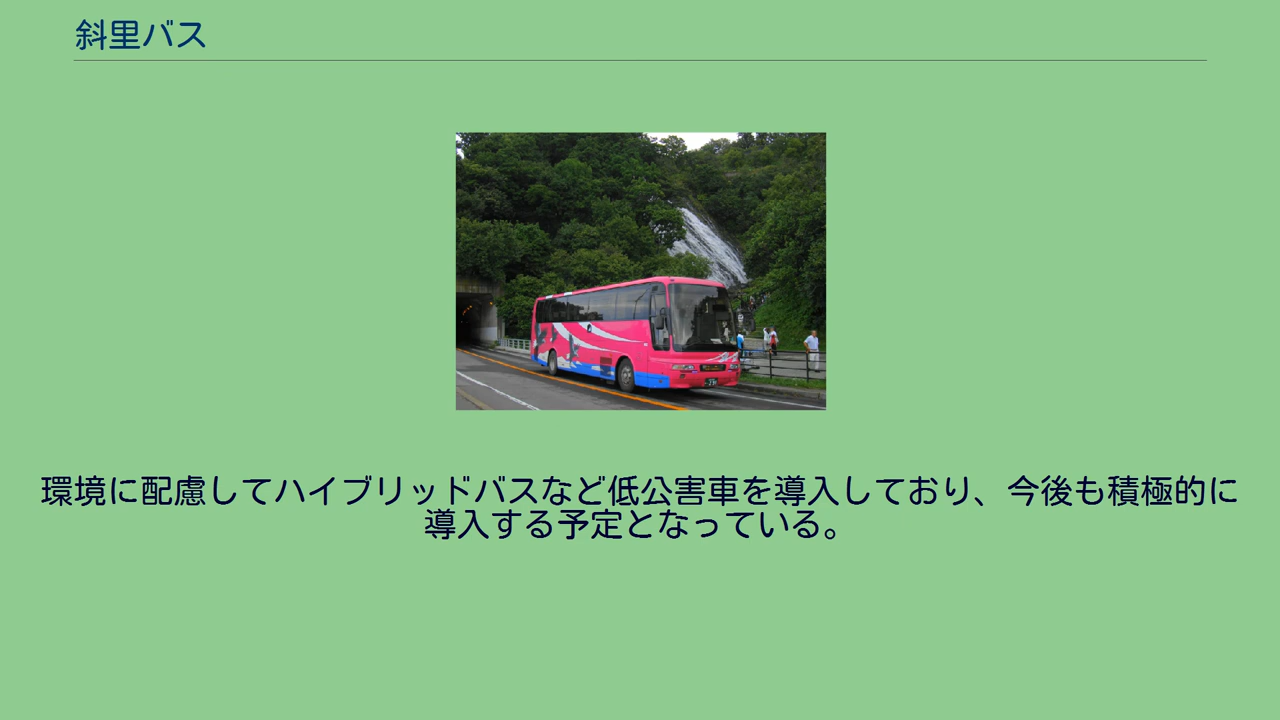 斜里バス
環境に配慮してハイブリッドバスなど低公害車を導入しており、今後も積極的に
導入する予定となっている。